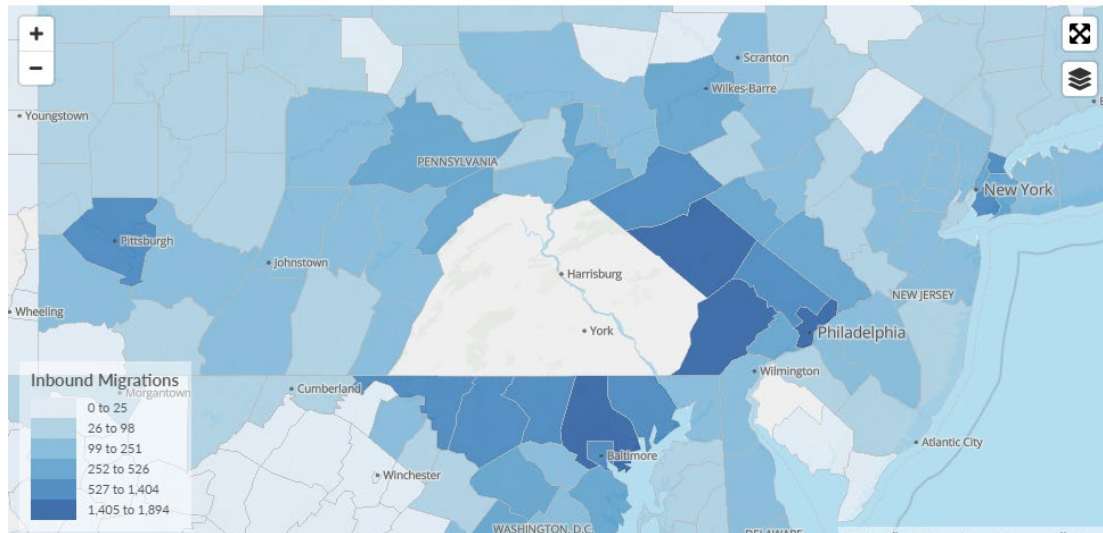 +
−
Scranton
Wilkes-Barre
Youngstown
PENNSYLVANIA
New York
Pittsburgh
Johnstown
Harrisburg
NEW JERSEY
Wheeling
York
Philadelphia
Wilmington
Inbound Migrations
Morgantown
Cumberland
0 to 25
26 to 98
99 to 251
252 to 526
527 to 1,404
1,405 to 1,894
Atlantic City
Baltimore
Winchester
WASHINGTON, D.C.
DELAWARE